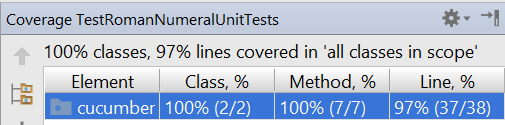 Coverage TestRomanNumeralUnitTests
100% classes, 97% lines covered in 'all classes in scope'
Element Class, % Method, % Line, %
cucumber 100% (2/2) 100% (7/7) 97% (37/38)